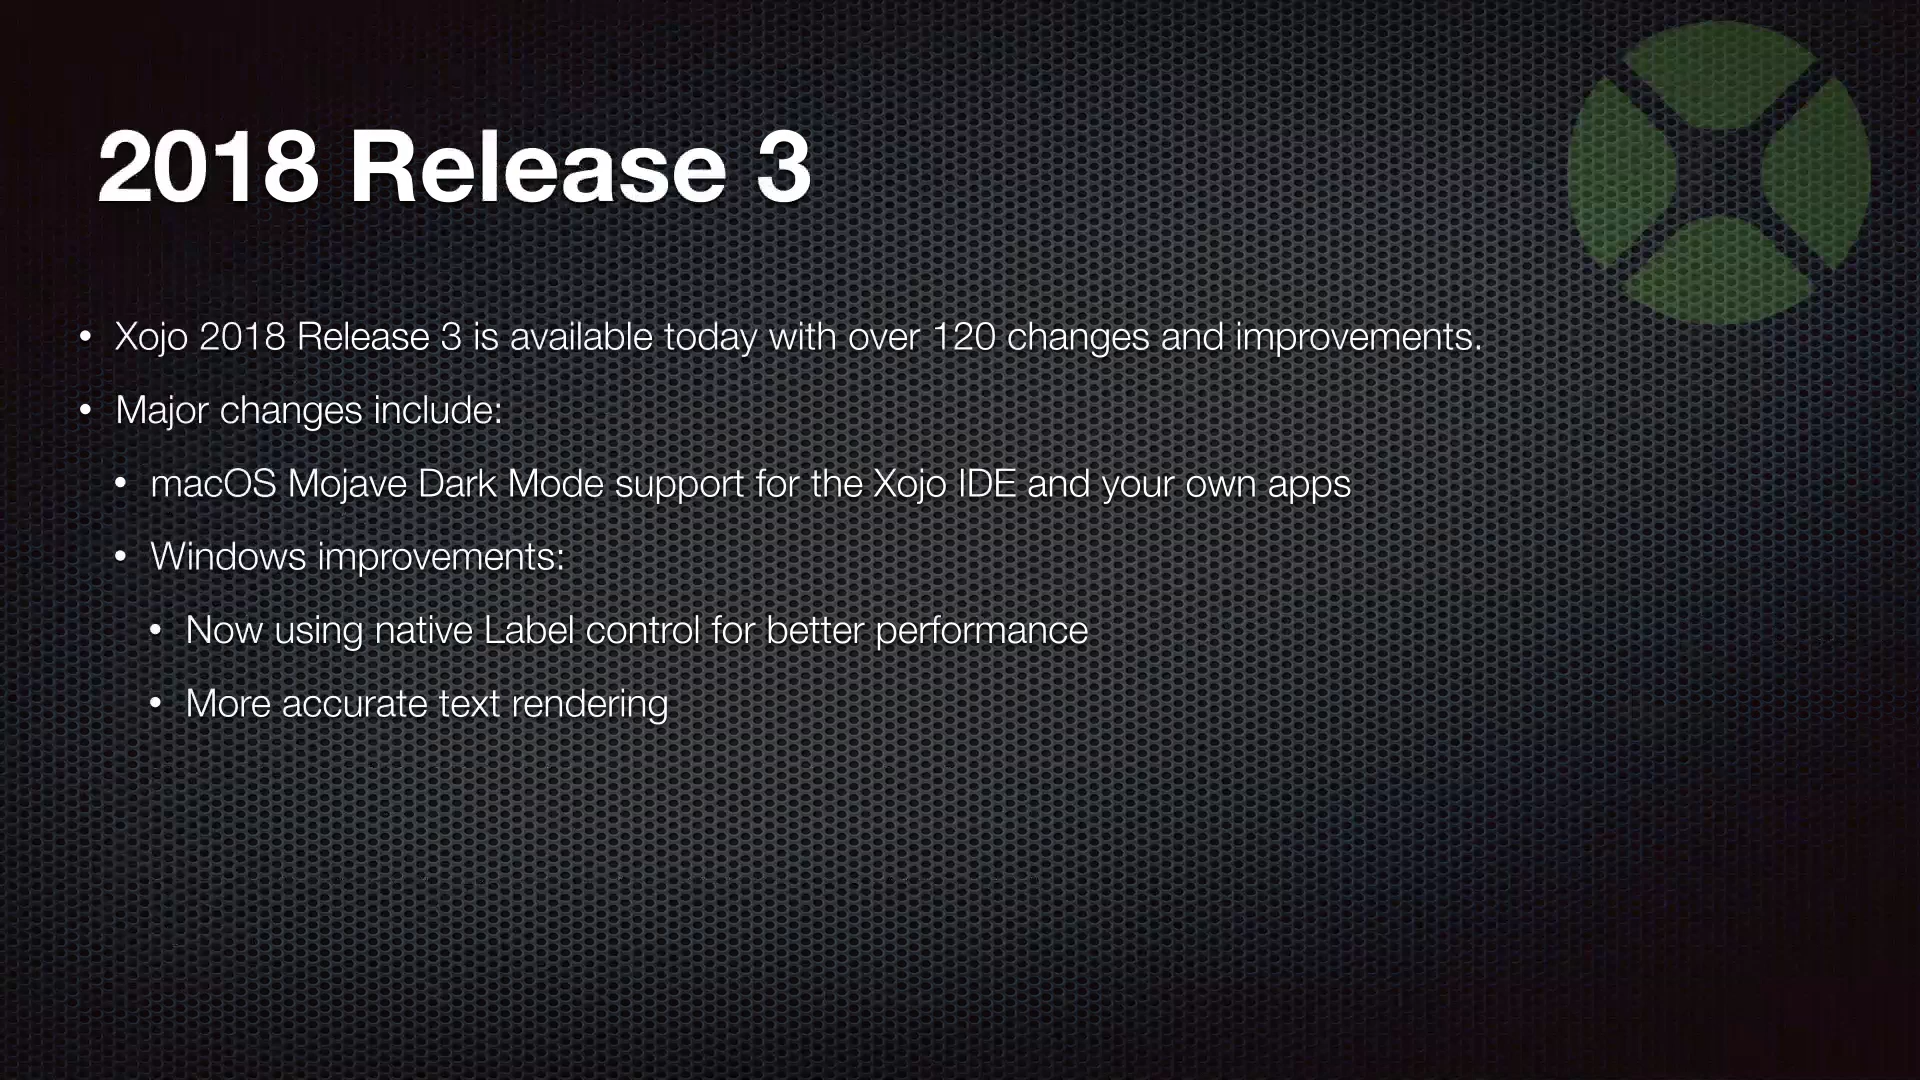 2018 Release 3
• Xojo 2018 Release 3 is available today with over 120 changes and improvements.
• Major changes include:
• macOS Mojave Dark Mode support for the Xojo IDE and your own apps
• Windows improvements:
• Now using native Label control for better performance
• More accurate text rendering